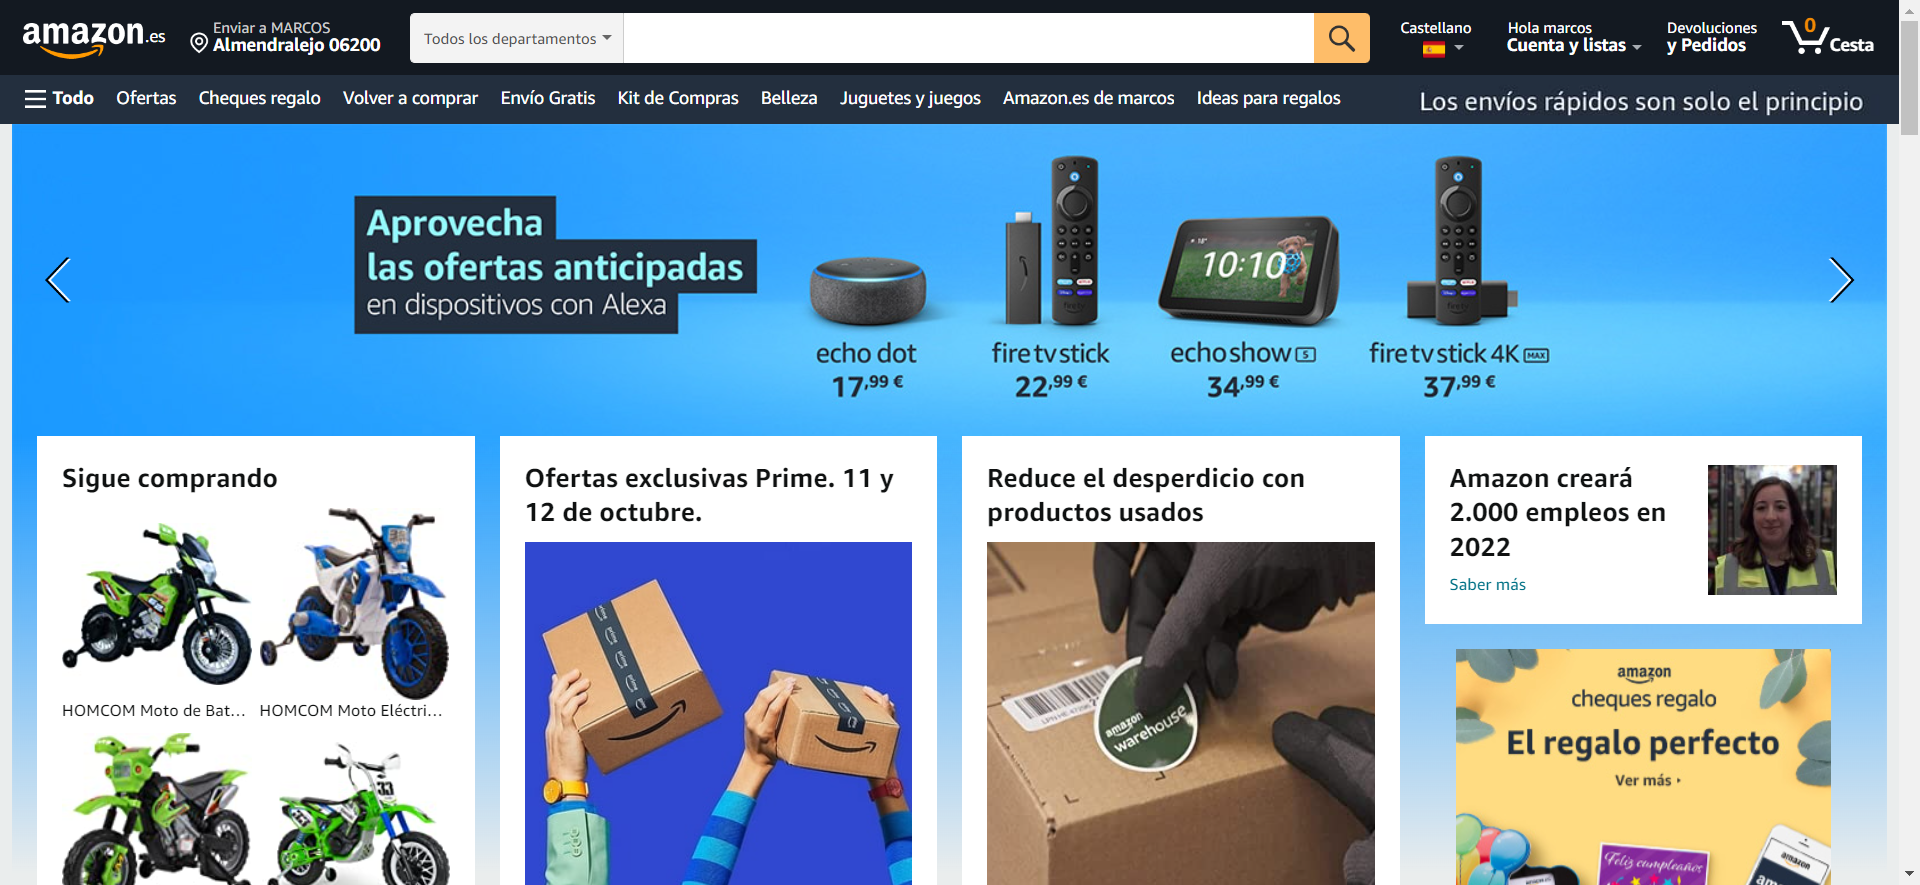 amazon.es
Enviar a MARCOS
Almendralejo 06200
Todos los departamentos
Castellano
Hola marcos
Cuenta y listas
Devoluciones
y Pedidos
0
Cesta
Todo
Ofertas
Cheques regalo
Volver a comprar
Envío Gratis
Kit de Compras
Belleza
Juguetes y juegos
Amazon.es de marcos
Ideas para regalos
Los envíos rápidos son solo el principio
Aprovecha
las ofertas anticipadas
en dispositivos con Alexa
10:10
echo dot
17,99 €
fire tv stick
22,99 €
echo show 5
34,99 €
fire tv stick 4K MAX
37,99 €
Sigue comprando
HOMCOM Moto de Bat...
HOMCOM Moto Eléctri...
33
Ofertas exclusivas Prime. 11 y
12 de octubre.
prime
prime
prime
prime
Reduce el desperdicio con
productos usados
amazon
warehouse
Amazon creará
2.000 empleos en
2022
Saber más
amazon
cheques regalo
El regalo perfecto
Ver más
Feliz cumpleaños
amazon